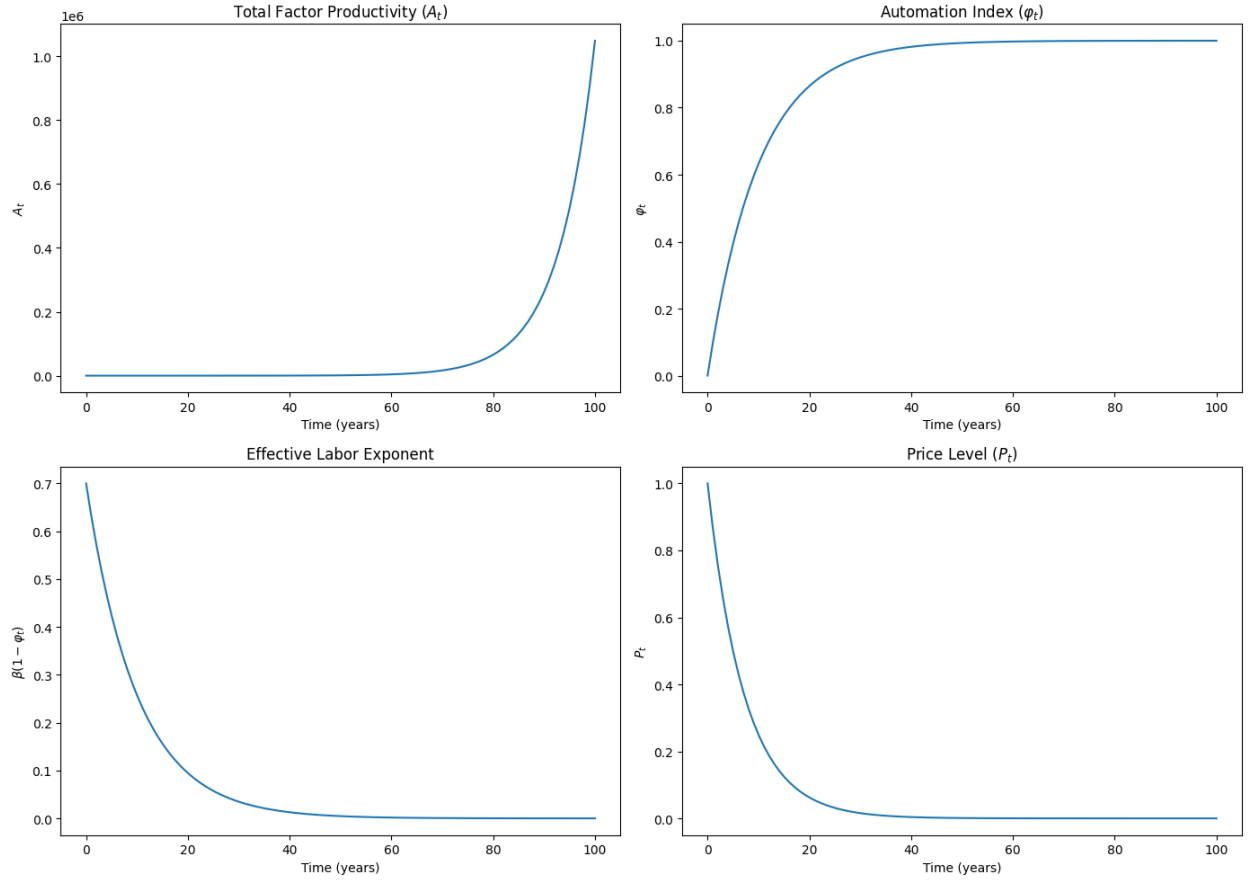 Total Factor Productivity (A_t)
1e6
1.0
0.8
0.6
0.4
0.2
0.0
A_t
0 20 40 60 80 100
Time (years)
Automation Index (φ_t)
1.0
0.8
0.6
0.4
0.2
0.0
φ_t
0 20 40 60 80 100
Time (years)
Effective Labor Exponent
0.7
0.6
0.5
0.4
0.3
0.2
0.1
0.0
β(1 − φ_t)
0 20 40 60 80 100
Time (years)
Price Level (P_t)
1.0
0.8
0.6
0.4
0.2
0.0
P_t
0 20 40 60 80 100
Time (years)